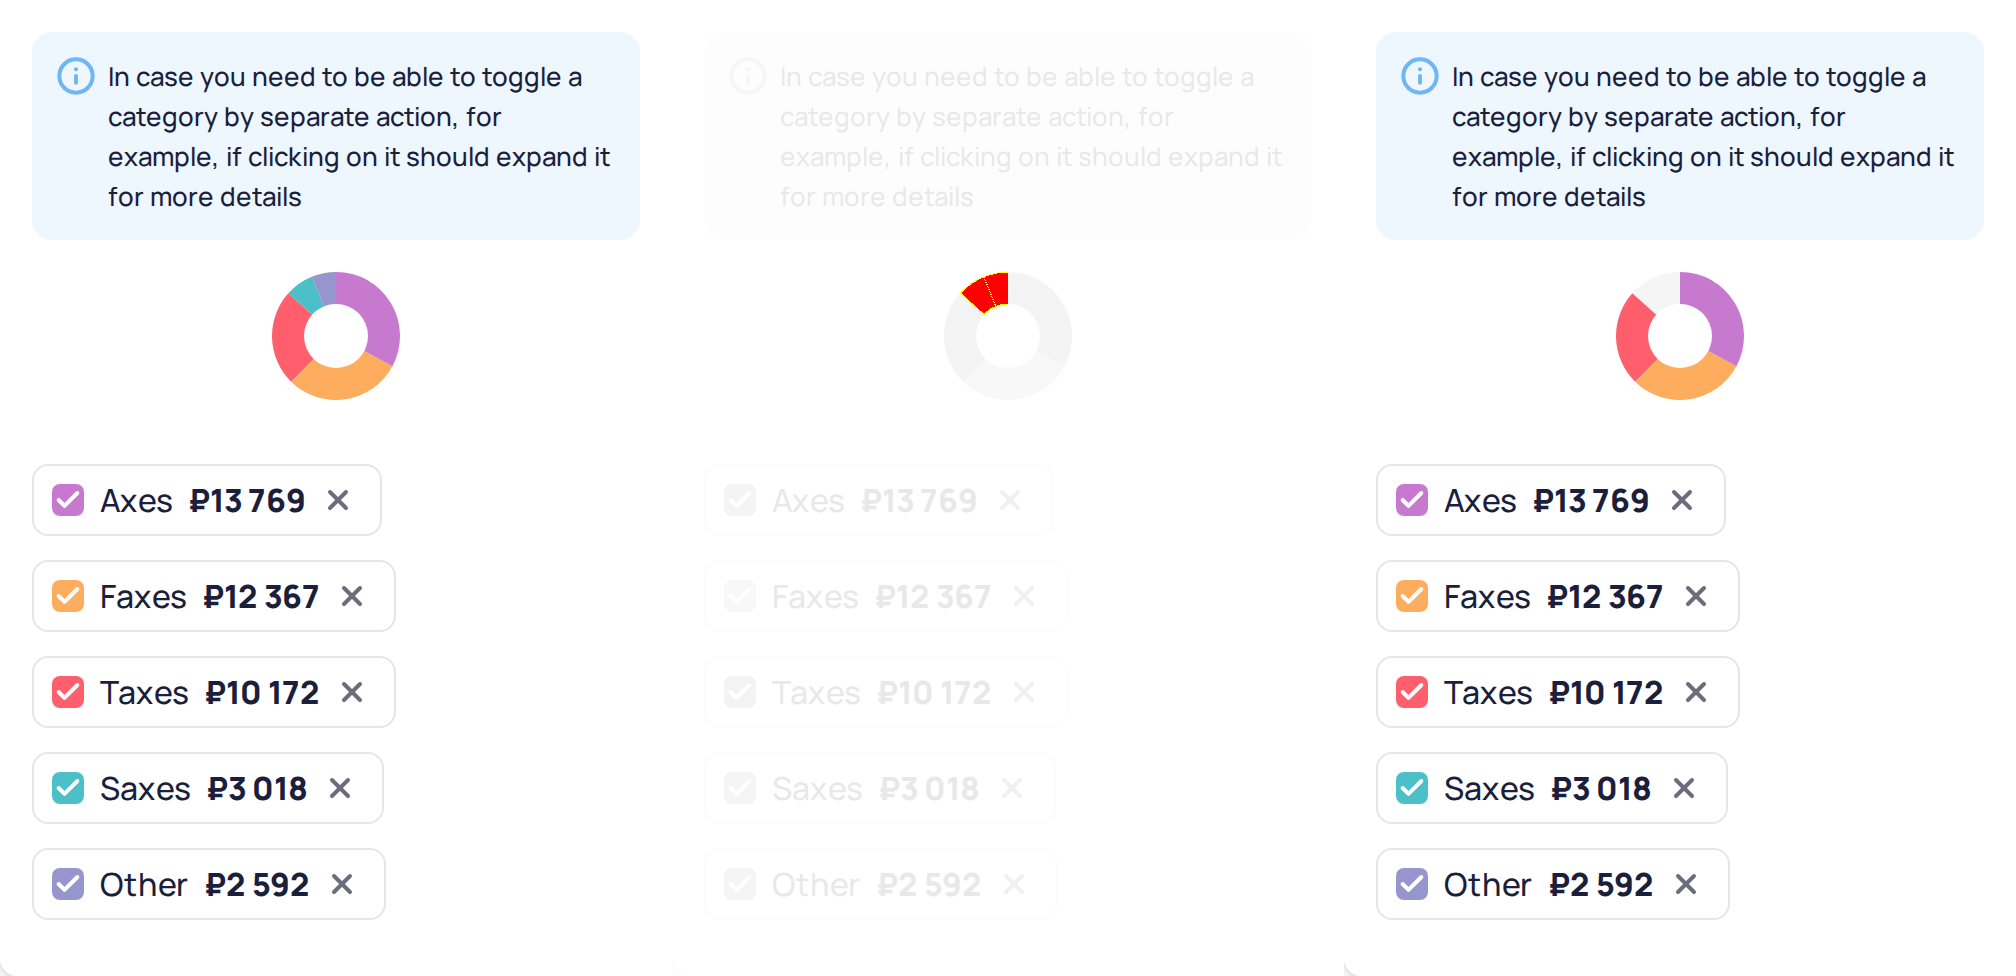 In case you need to be able to toggle a
category by separate action, for
example, if clicking on it should expand it
for more details
Axes ₽13 769
Faxes ₽12 367
Taxes ₽10 172
Saxes ₽3 018
Other ₽2 592
In case you need to be able to toggle a
category by separate action, for
example, if clicking on it should expand it
for more details
Axes ₽13 769
Faxes ₽12 367
Taxes ₽10 172
Saxes ₽3 018
Other ₽2 592
In case you need to be able to toggle a
category by separate action, for
example, if clicking on it should expand it
for more details
Axes ₽13 769
Faxes ₽12 367
Taxes ₽10 172
Saxes ₽3 018
Other ₽2 592